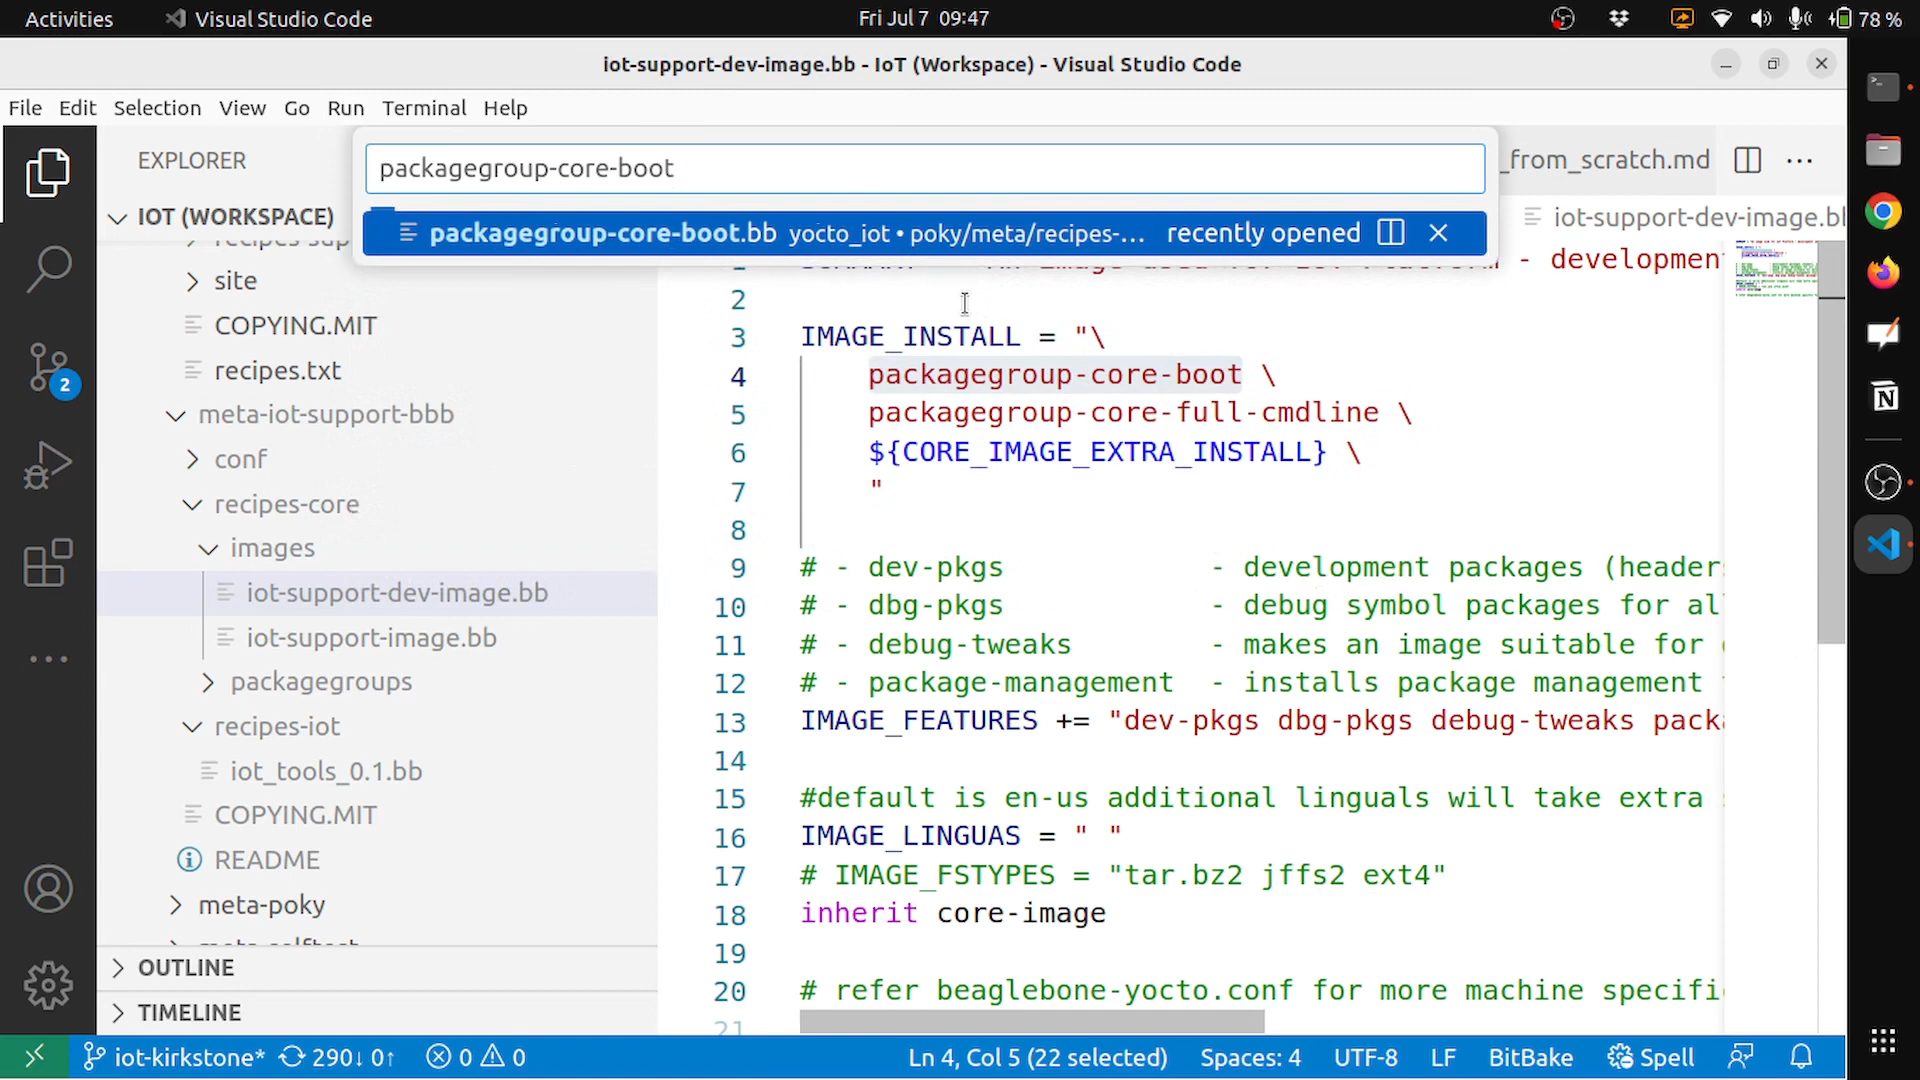 Activities
Visual Studio Code
Fri Jul 7 09:47
78 %
iot-support-dev-image.bb - IoT (Workspace) - Visual Studio Code
File Edit Selection View Go Run Terminal Help
EXPLORER
packagegroup-core-boot
_from_scratch.md
packagegroup-core-boot.bb yocto_iot • poky/meta/recipes-... recently opened
IOT (WORKSPACE)
iot-support-dev-image.bb
site
COPYING.MIT
recipes.txt
meta-iot-support-bbb
conf
recipes-core
images
iot-support-dev-image.bb
iot-support-image.bb
packagegroups
recipes-iot
iot_tools_0.1.bb
COPYING.MIT
README
meta-poky
OUTLINE
TIMELINE
2
- development
2
3 IMAGE_INSTALL = "\
4 packagegroup-core-boot \
5 packagegroup-core-full-cmdline \
6 ${CORE_IMAGE_EXTRA_INSTALL} \
7 "
8
9 # - dev-pkgs - development packages (header
10 # - dbg-pkgs - debug symbol packages for al
11 # - debug-tweaks - makes an image suitable for
12 # - package-management - installs package management
13 IMAGE_FEATURES += "dev-pkgs dbg-pkgs debug-tweaks pack
14
15 #default is en-us additional linguals will take extra
16 IMAGE_LINGUAS = " "
17 # IMAGE_FSTYPES = "tar.bz2 jffs2 ext4"
18 inherit core-image
19
20 # refer beaglebone-yocto.conf for more machine specifi
21
iot-kirkstone* 290↓ 0↑ 0 0
Ln 4, Col 5 (22 selected) Spaces: 4 UTF-8 LF BitBake Spell